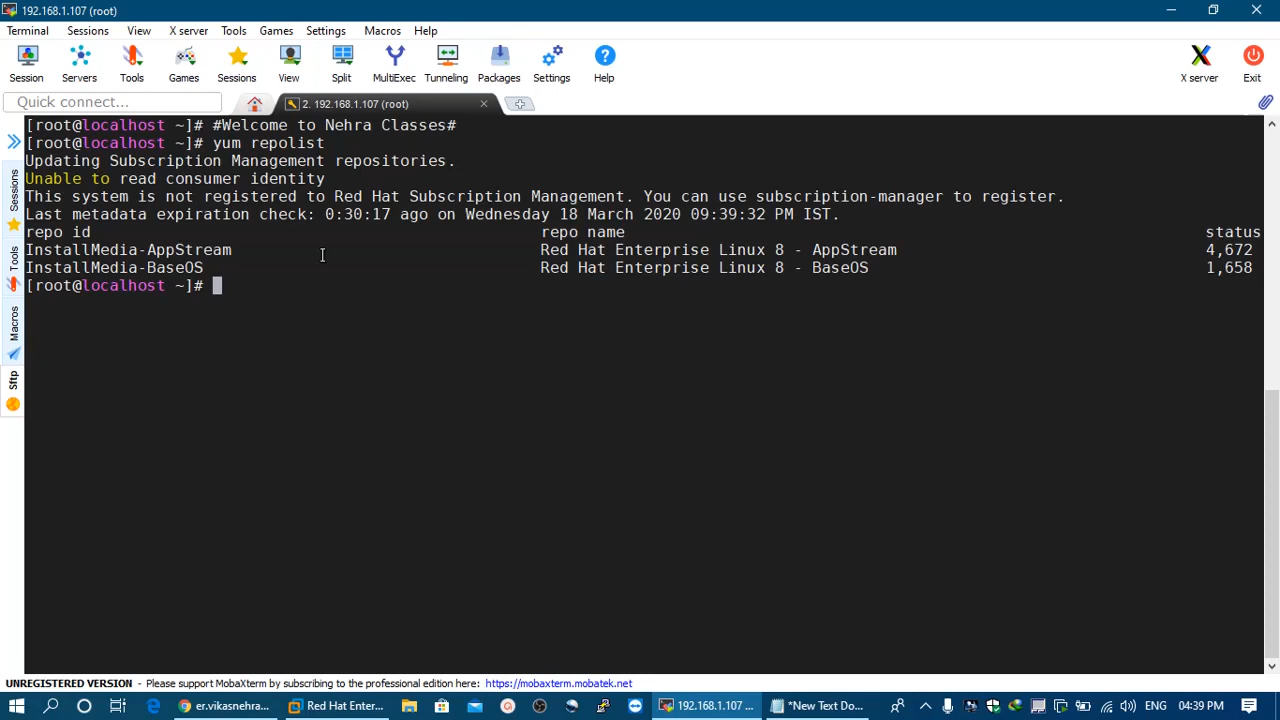 192.168.1.107 (root)
Terminal Sessions View X server Tools Games Settings Macros Help
Session Servers Tools Games Sessions View Split MultiExec Tunneling Packages Settings Help X server Exit
Quick connect... 2. 192.168.1.107 (root)
[root@localhost ~]# #Welcome to Nehra Classes#
[root@localhost ~]# yum repolist
Updating Subscription Management repositories.
Unable to read consumer identity
This system is not registered to Red Hat Subscription Management. You can use subscription-manager to register.
Last metadata expiration check: 0:30:17 ago on Wednesday 18 March 2020 09:39:32 PM IST.
repo id repo name status
InstallMedia-AppStream Red Hat Enterprise Linux 8 - AppStream 4,672
InstallMedia-BaseOS Red Hat Enterprise Linux 8 - BaseOS 1,658
[root@localhost ~]#
Sessions
Tools
Macros
Sftp
UNREGISTERED VERSION - Please support MobaXterm by subscribing to the professional edition here: https://mobaxterm.mobatek.net
er.vikasnehra... Red Hat Enter... 192.168.1.107 ... *New Text Do... ENG 04:39 PM